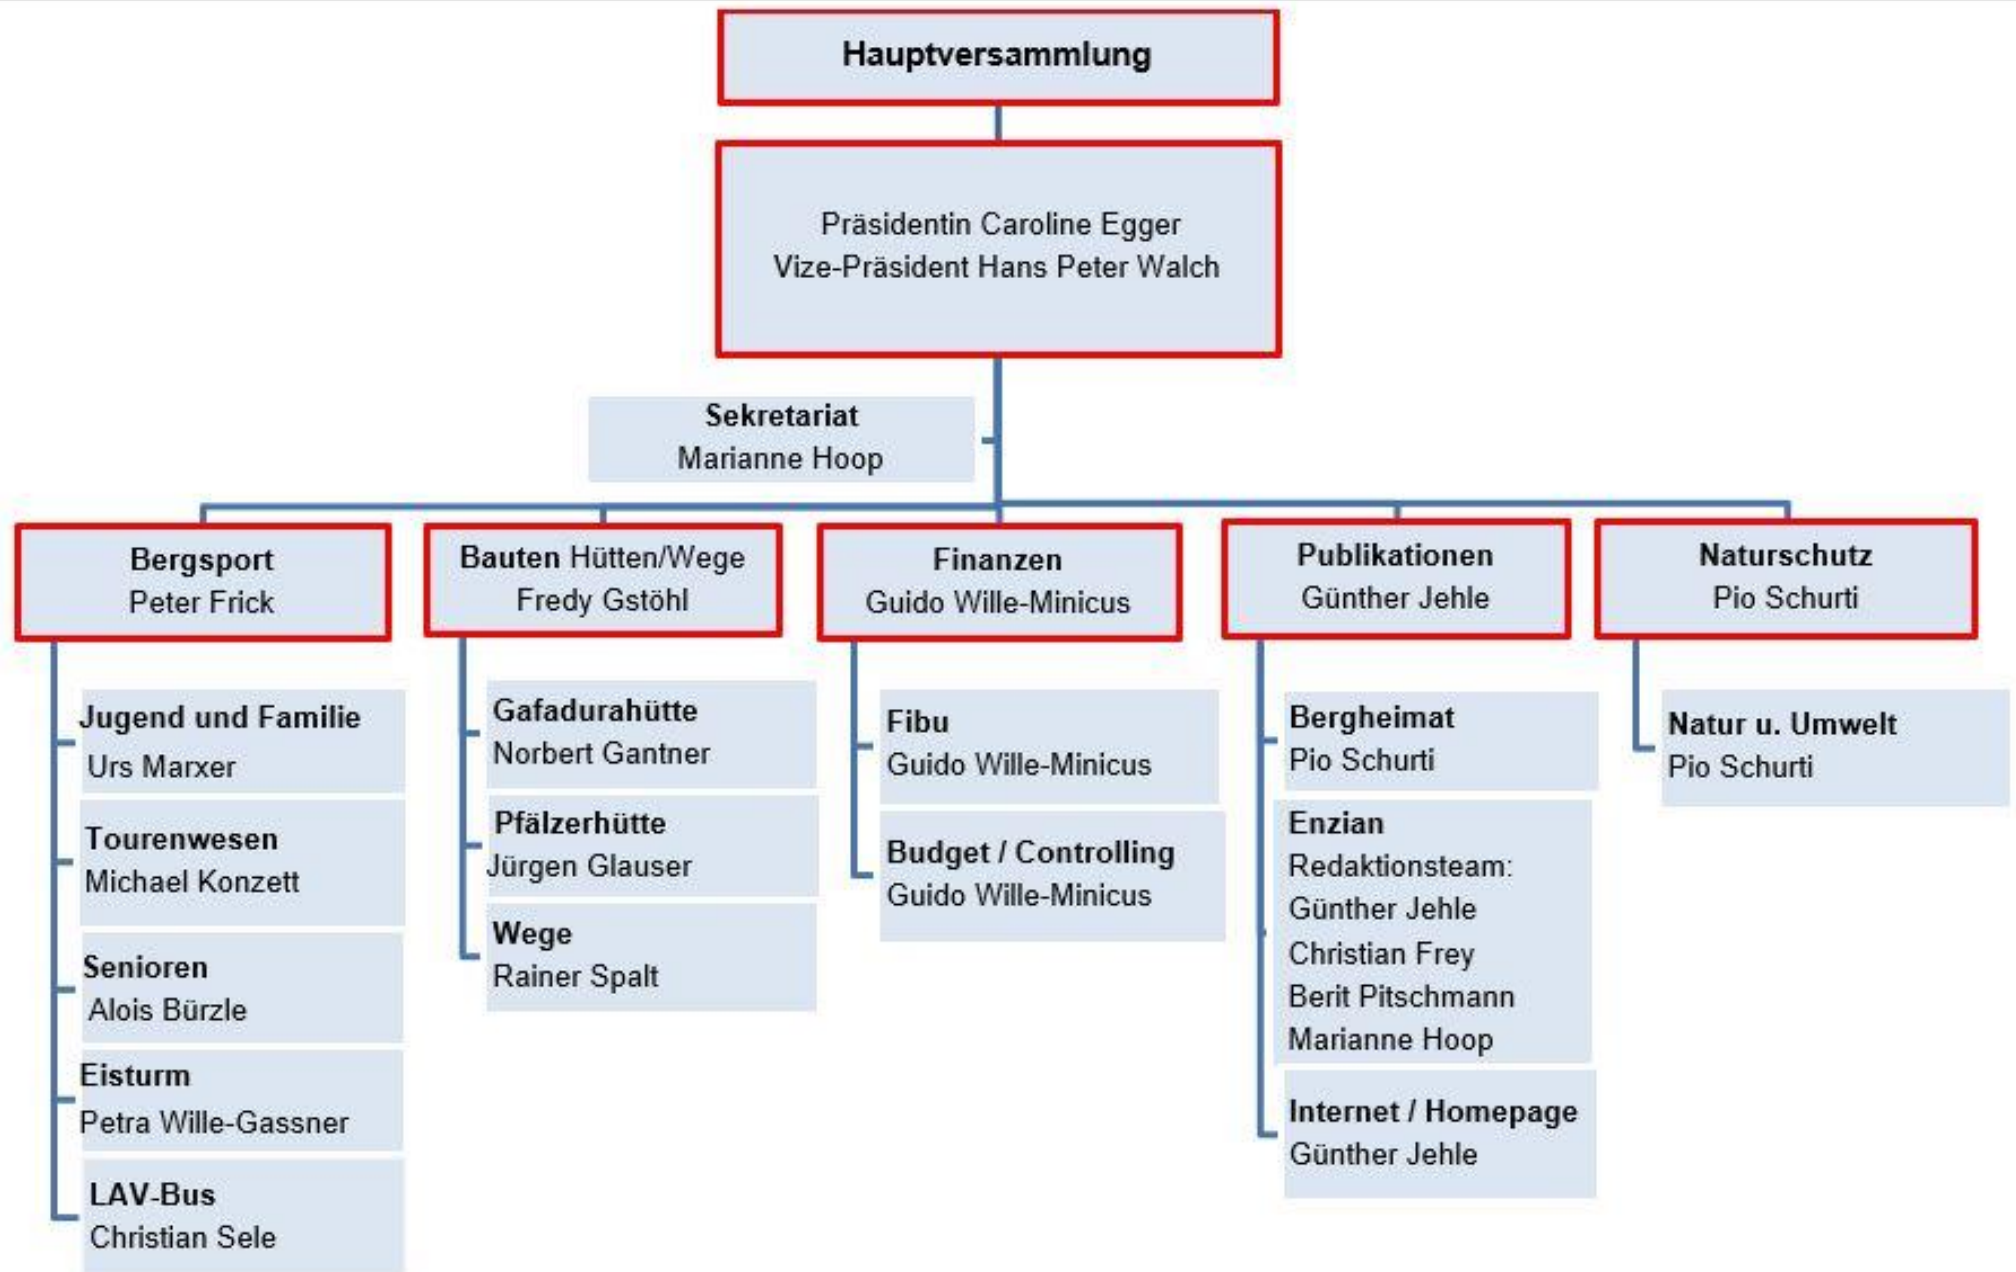 Hauptversammlung
Präsidentin Caroline Egger
Vize-Präsident Hans Peter Walch
Sekretariat
Marianne Hoop
Bergsport
Peter Frick
Jugend und Familie
Urs Marxer
Tourenwesen
Michael Konzett
Senioren
Alois Bürzle
Eisturm
Petra Wille-Gassner
LAV-Bus
Christian Sele
Bauten Hütten/Wege
Fredy Gstöhl
Gafadurahütte
Norbert Gantner
Pfälzerhütte
Jürgen Glauser
Wege
Rainer Spalt
Finanzen
Guido Wille-Minicus
Fibu
Guido Wille-Minicus
Budget / Controlling
Guido Wille-Minicus
Publikationen
Günther Jehle
Bergheimat
Pio Schurti
Enzian
Redaktionsteam:
Günther Jehle
Christian Frey
Berit Pitschmann
Marianne Hoop
Internet / Homepage
Günther Jehle
Naturschutz
Pio Schurti
Natur u. Umwelt
Pio Schurti